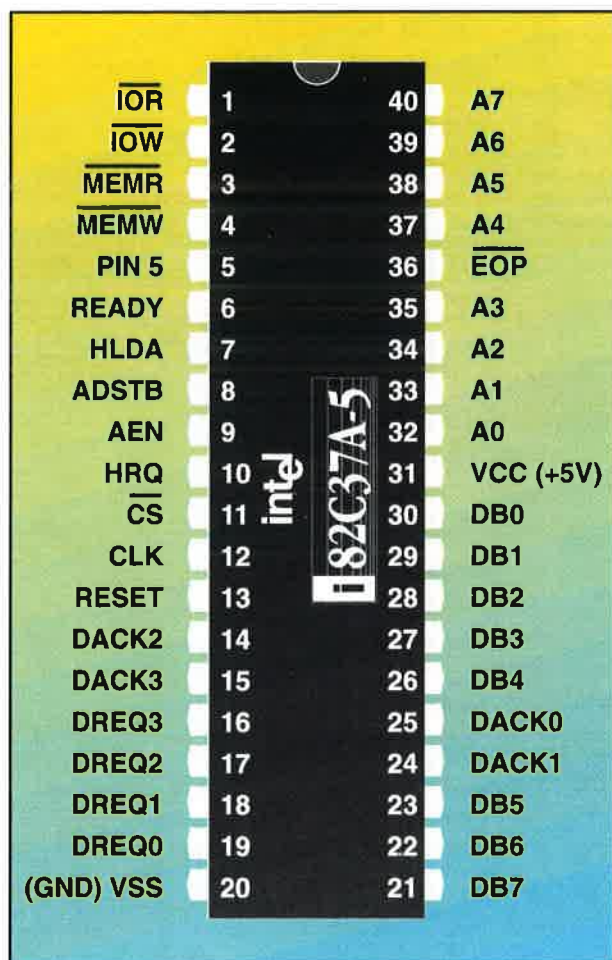 IOR 1 40 A7
IOW 2 39 A6
MEMR 3 38 A5
MEMW 4 37 A4
PIN 5 5 36 EOP
READY 6 35 A3
HLDA 7 34 A2
ADSTB 8 33 A1
AEN 9 32 A0
HRQ 10 31 VCC (+5V)
CS 11 30 DB0
CLK 12 29 DB1
RESET 13 28 DB2
DACK2 14 27 DB3
DACK3 15 26 DB4
DREQ3 16 25 DACK0
DREQ2 17 24 DACK1
DREQ1 18 23 DB5
DREQ0 19 22 DB6
(GND) VSS 20 21 DB7
intel
i82C37A-5